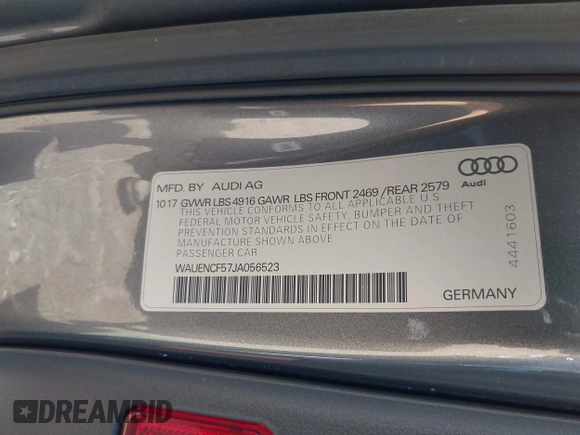 MFD. BY AUDI AG
10 17 GVWR LBS 4916 GAWR LBS FRONT 2469 /REAR 2579
THIS VEHICLE CONFORMS TO ALL APPLICABLE U.S
FEDERAL MOTOR VEHICLE SAFETY, BUMPER AND THEFT
PREVENTION STANDARDS IN EFFECT ON THE DATE OF
MANUFACTURE SHOWN ABOVE
PASSENGER CAR
WAUENCF57JA056523
GERMANY
Audi
4441603
DREAMBID